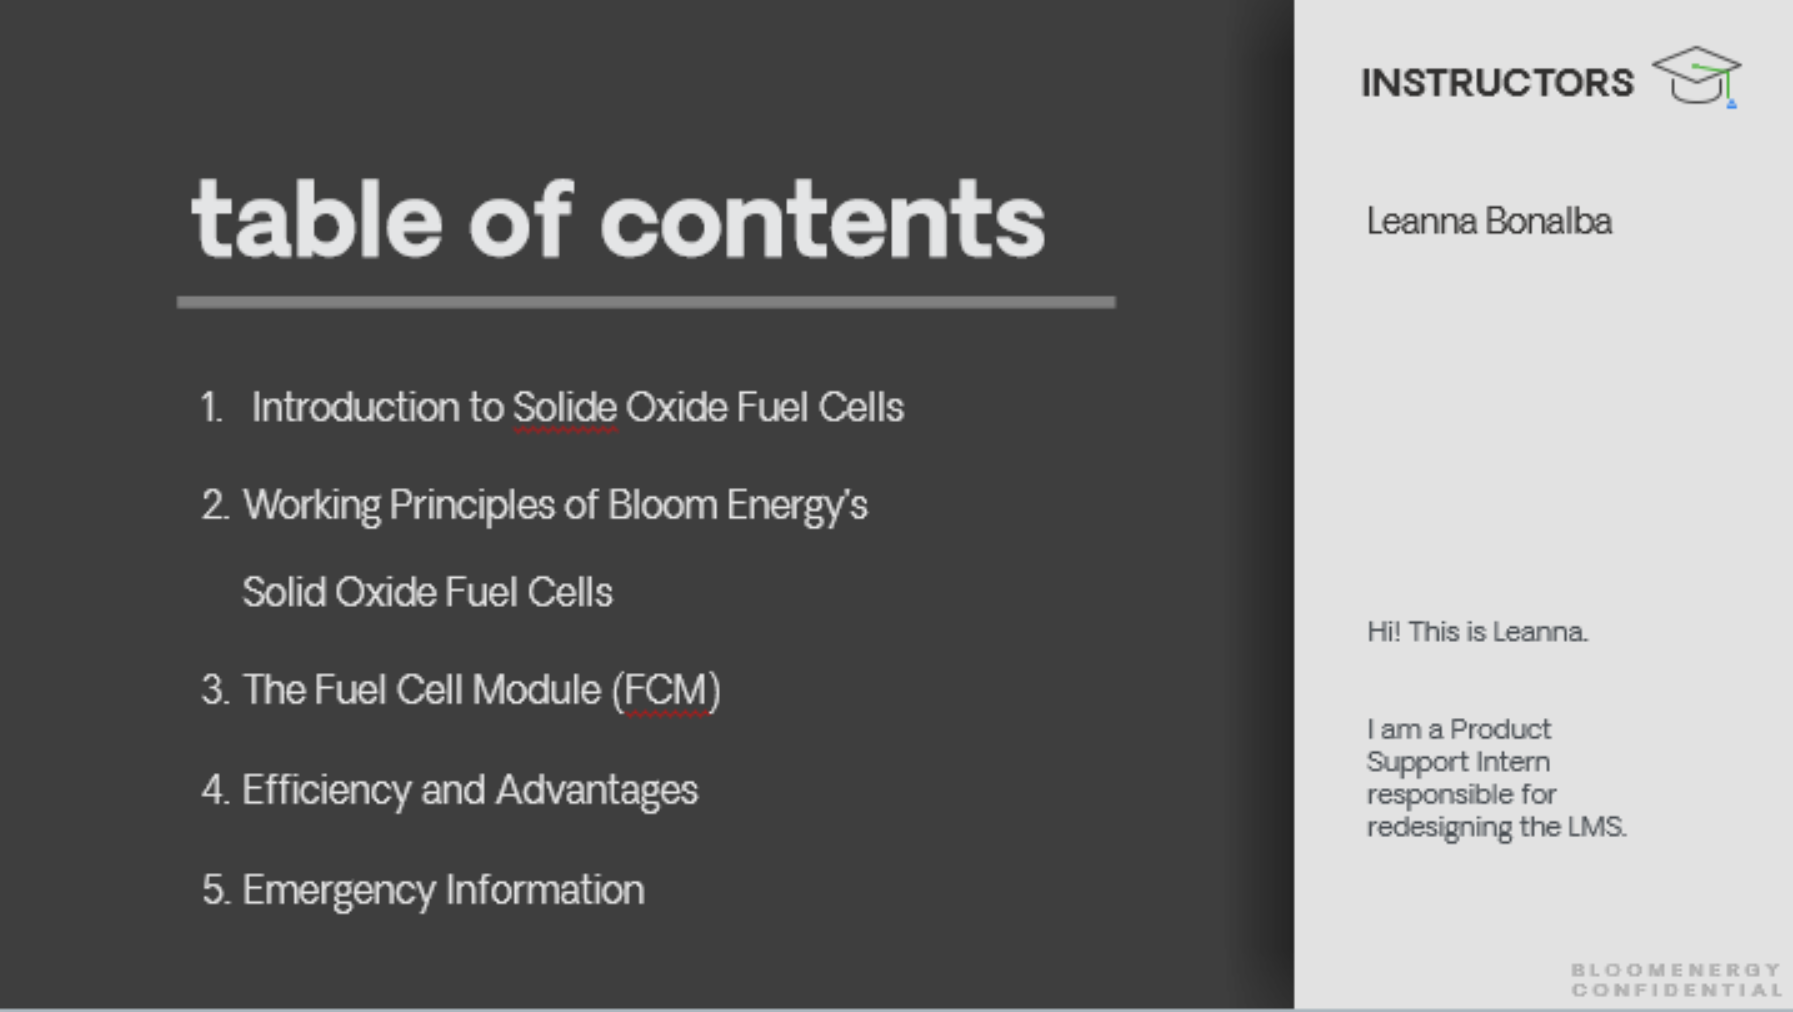 table of contents
1. Introduction to Solide Oxide Fuel Cells
2. Working Principles of Bloom Energy's
Solid Oxide Fuel Cells
3. The Fuel Cell Module (FCM)
4. Efficiency and Advantages
5. Emergency Information
INSTRUCTORS
Leanna Bonalba
Hi! This is Leanna.
I am a Product
Support Intern
responsible for
redesigning the LMS.
BLOOMENERGY
CONFIDENTIAL